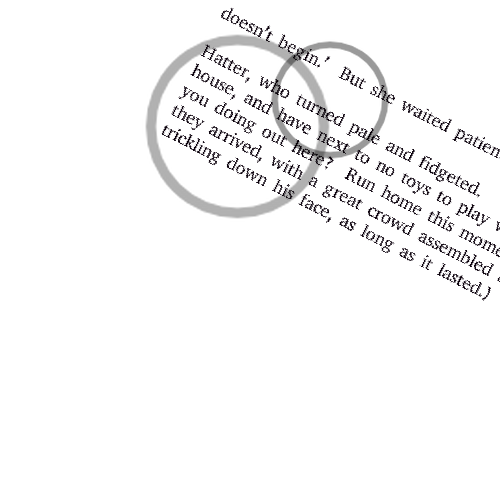 doesn't begin.' But she waited
Hatter, who turned pale and fidgeted.
house, and have next to no toys to play
you doing out here? Run home this
they arrived, with a great crowd assembled
trickling down his face, as long as it lasted.)